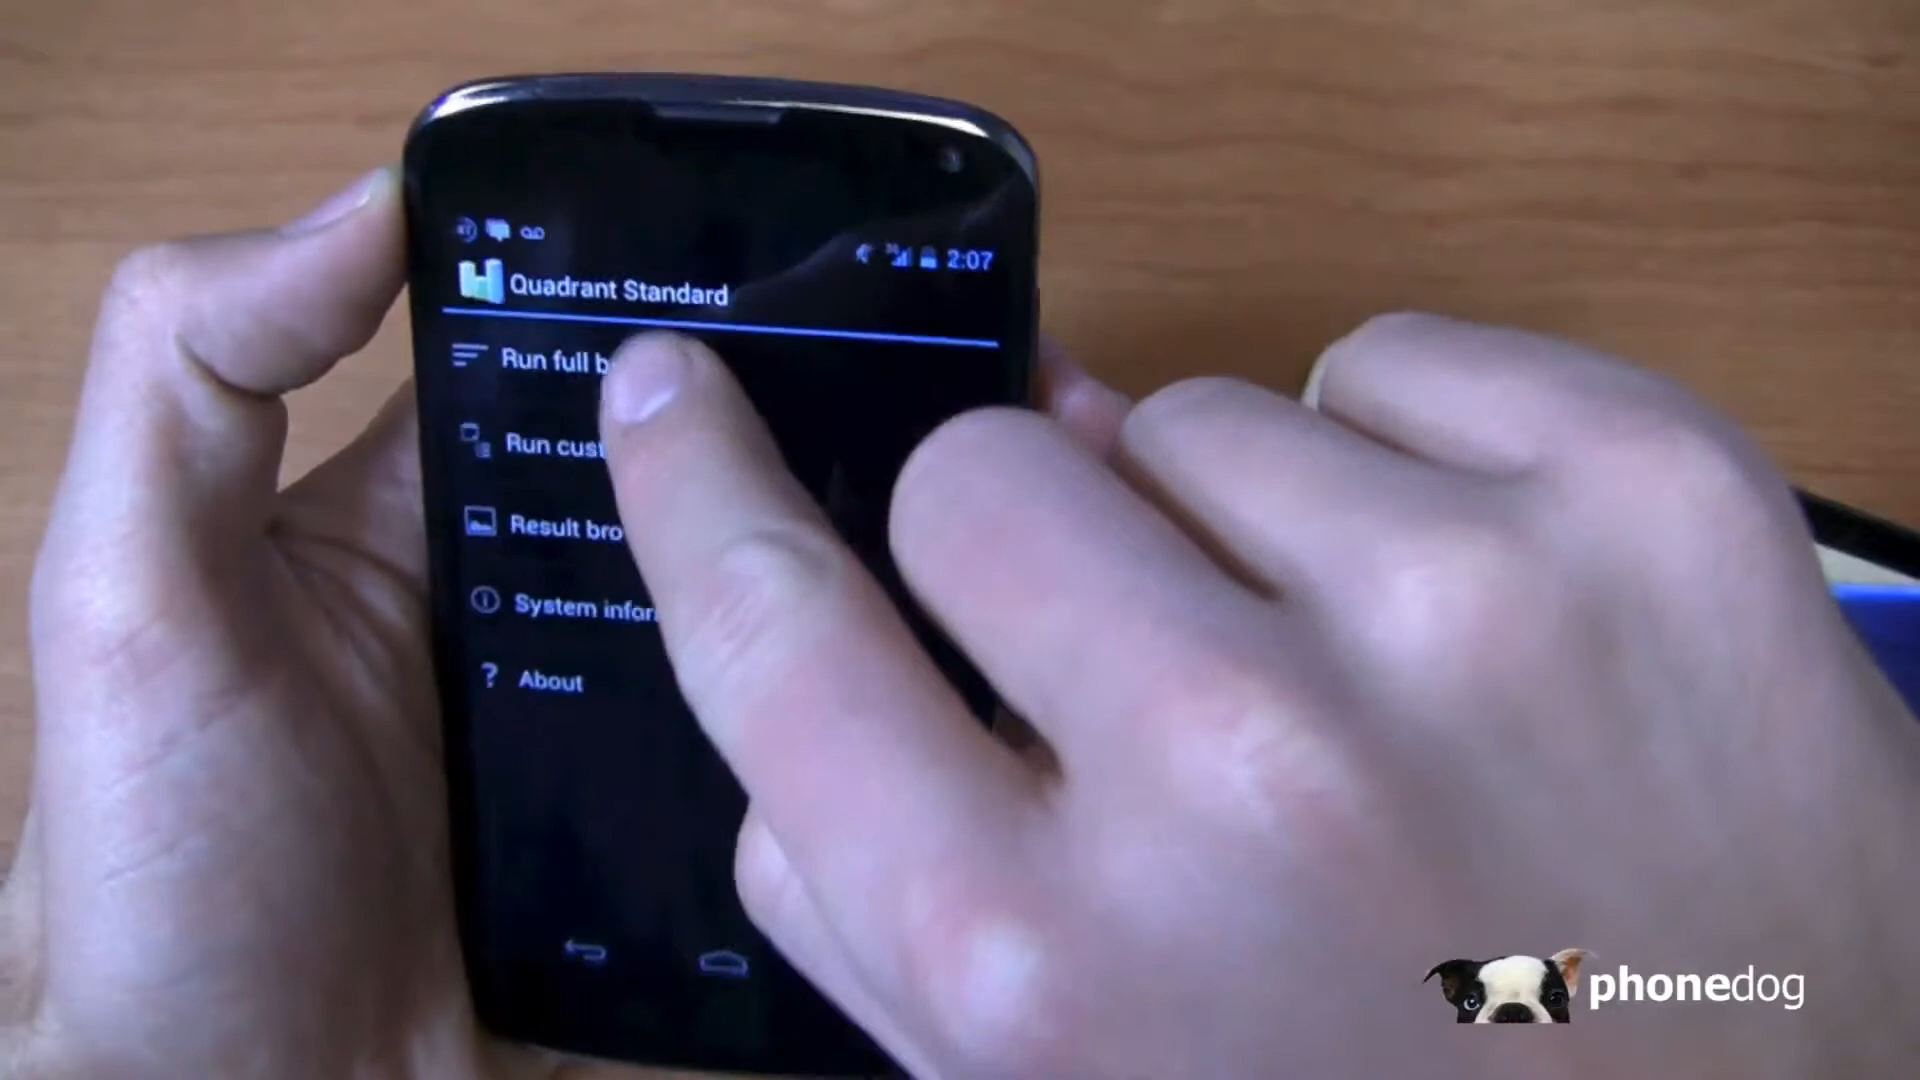 2:07
Quadrant Standard
Run full b
Run cust
Result bro
System infor
? About
phonedog